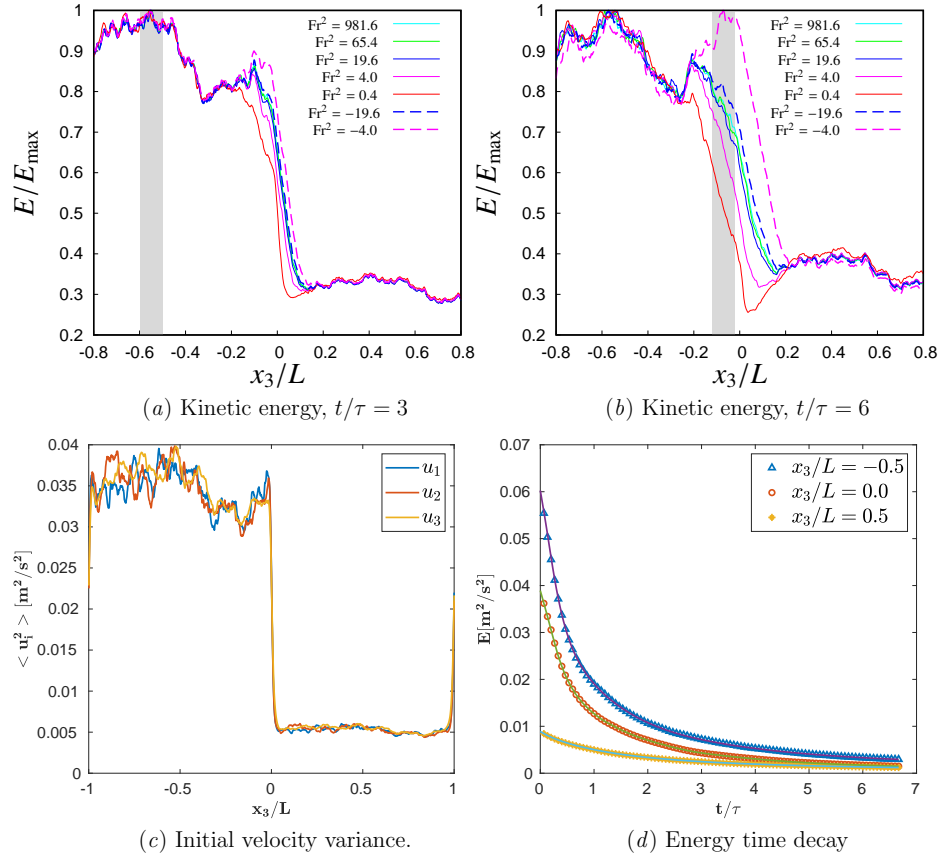 1
0.9
0.8
0.7
0.6
0.5
0.4
0.3
0.2
E/E_max
Fr² = 981.6
Fr² = 65.4
Fr² = 19.6
Fr² = 4.0
Fr² = 0.4
Fr² = −19.6
Fr² = −4.0
-0.8 -0.6 -0.4 -0.2 0 0.2 0.4 0.6 0.8
x₃/L
(a) Kinetic energy, t/τ = 3
1
0.9
0.8
0.7
0.6
0.5
0.4
0.3
0.2
E/E_max
Fr² = 981.6
Fr² = 65.4
Fr² = 19.6
Fr² = 4.0
Fr² = 0.4
Fr² = −19.6
Fr² = −4.0
-0.8 -0.6 -0.4 -0.2 0 0.2 0.4 0.6 0.8
x₃/L
(b) Kinetic energy, t/τ = 6
0.04
0.035
0.03
0.025
0.02
0.015
0.01
0.005
0
< u_i² > [m²/s²]
u₁
u₂
u₃
-1 -0.5 0 0.5 1
x₃/L
(c) Initial velocity variance.
0.07
0.06
0.05
0.04
0.03
0.02
0.01
0
E[m²/s²]
x₃/L = −0.5
x₃/L = 0.0
x₃/L = 0.5
0 1 2 3 4 5 6 7
t/τ
(d) Energy time decay